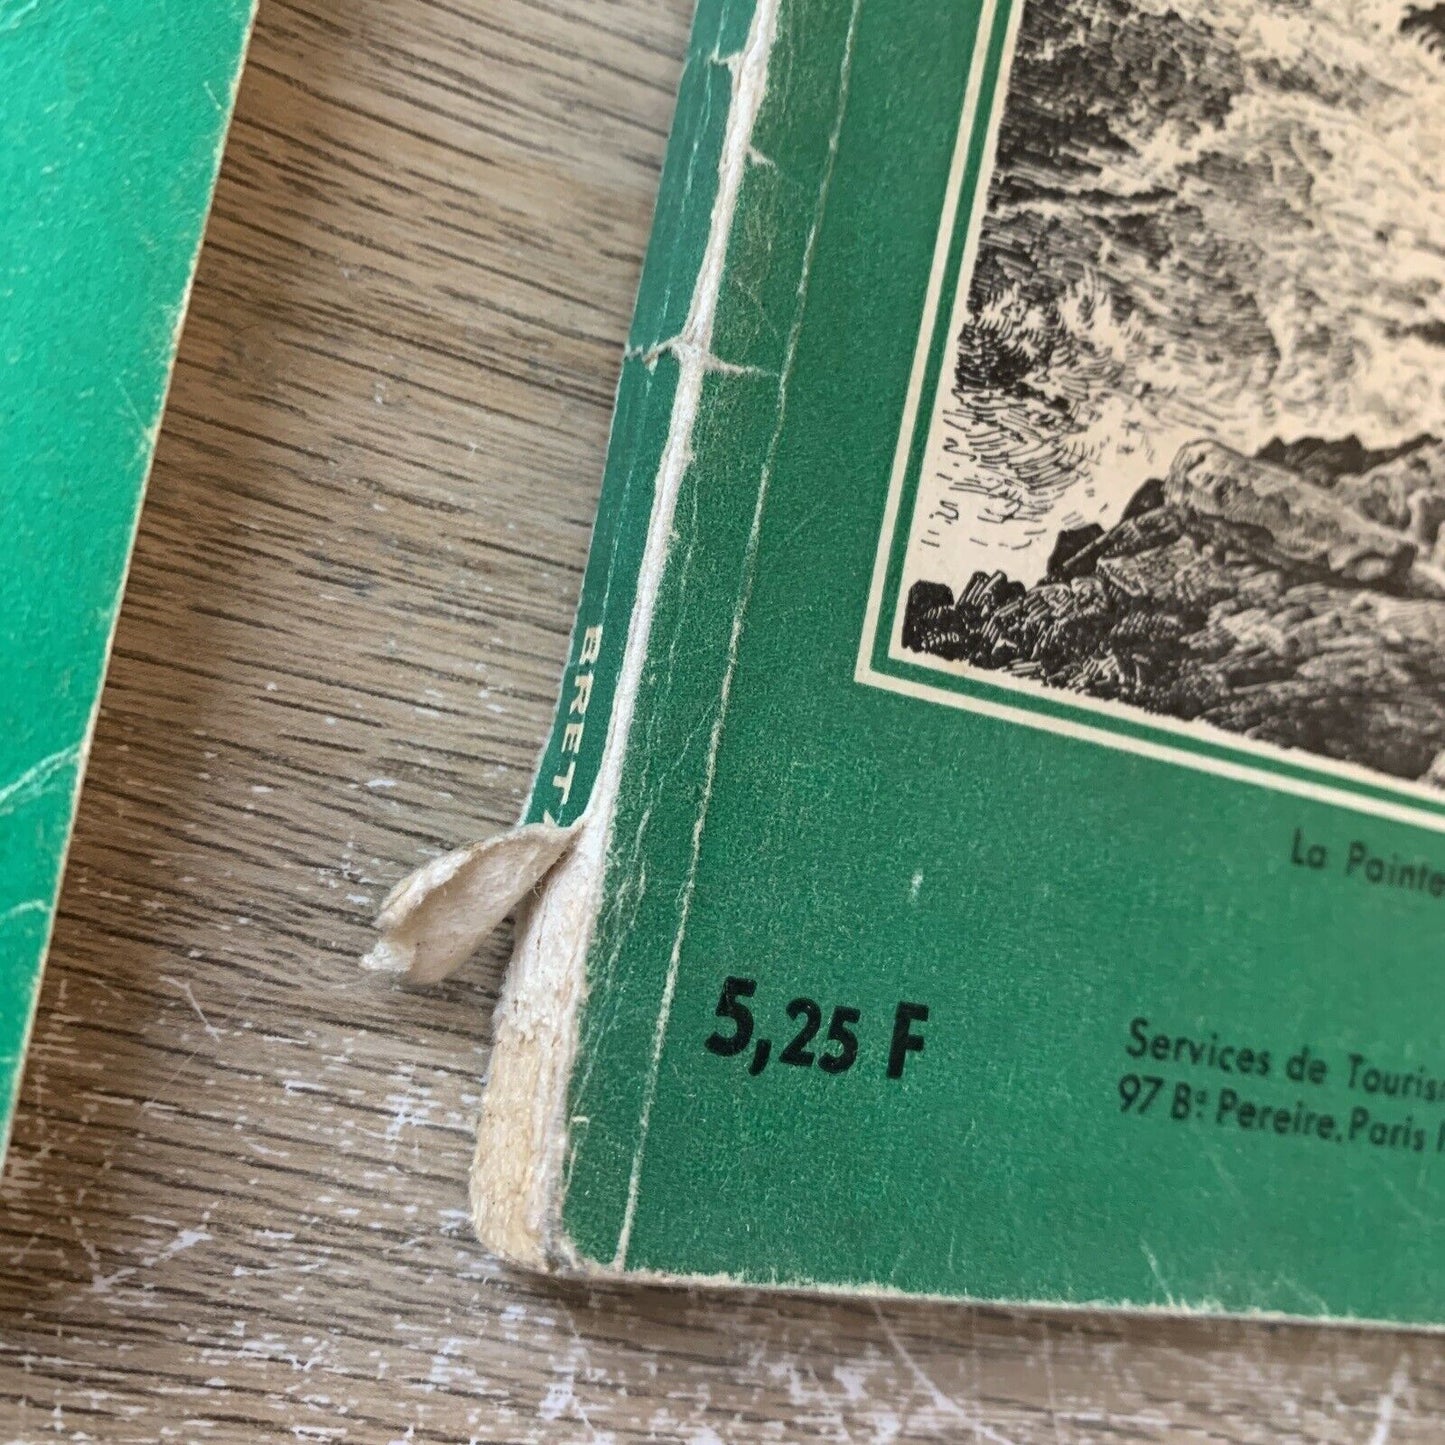 BRET
La Pointe
5,25 F
Services de Touris
97 Bd Pereire. Paris